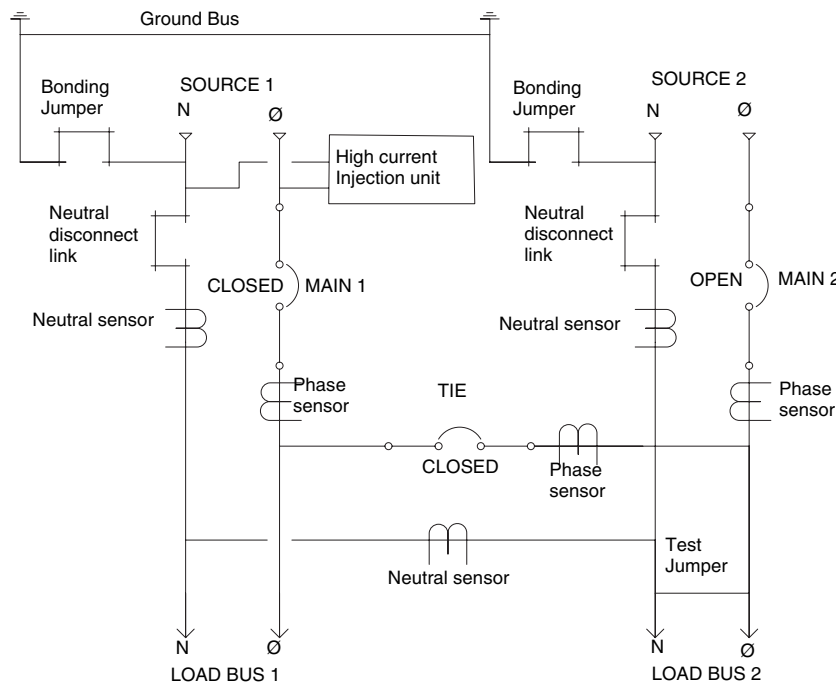 Ground Bus
Bonding
Jumper
SOURCE 1
N
Ø
High current
Injection unit
Bonding
Jumper
SOURCE 2
N
Ø
Neutral
disconnect
link
CLOSED
MAIN 1
Neutral sensor
Phase
sensor
Neutral
disconnect
link
OPEN
MAIN 2
Neutral sensor
Phase
sensor
TIE
CLOSED
Phase
sensor
Neutral sensor
Test
Jumper
N
Ø
LOAD BUS 1
N
Ø
LOAD BUS 2